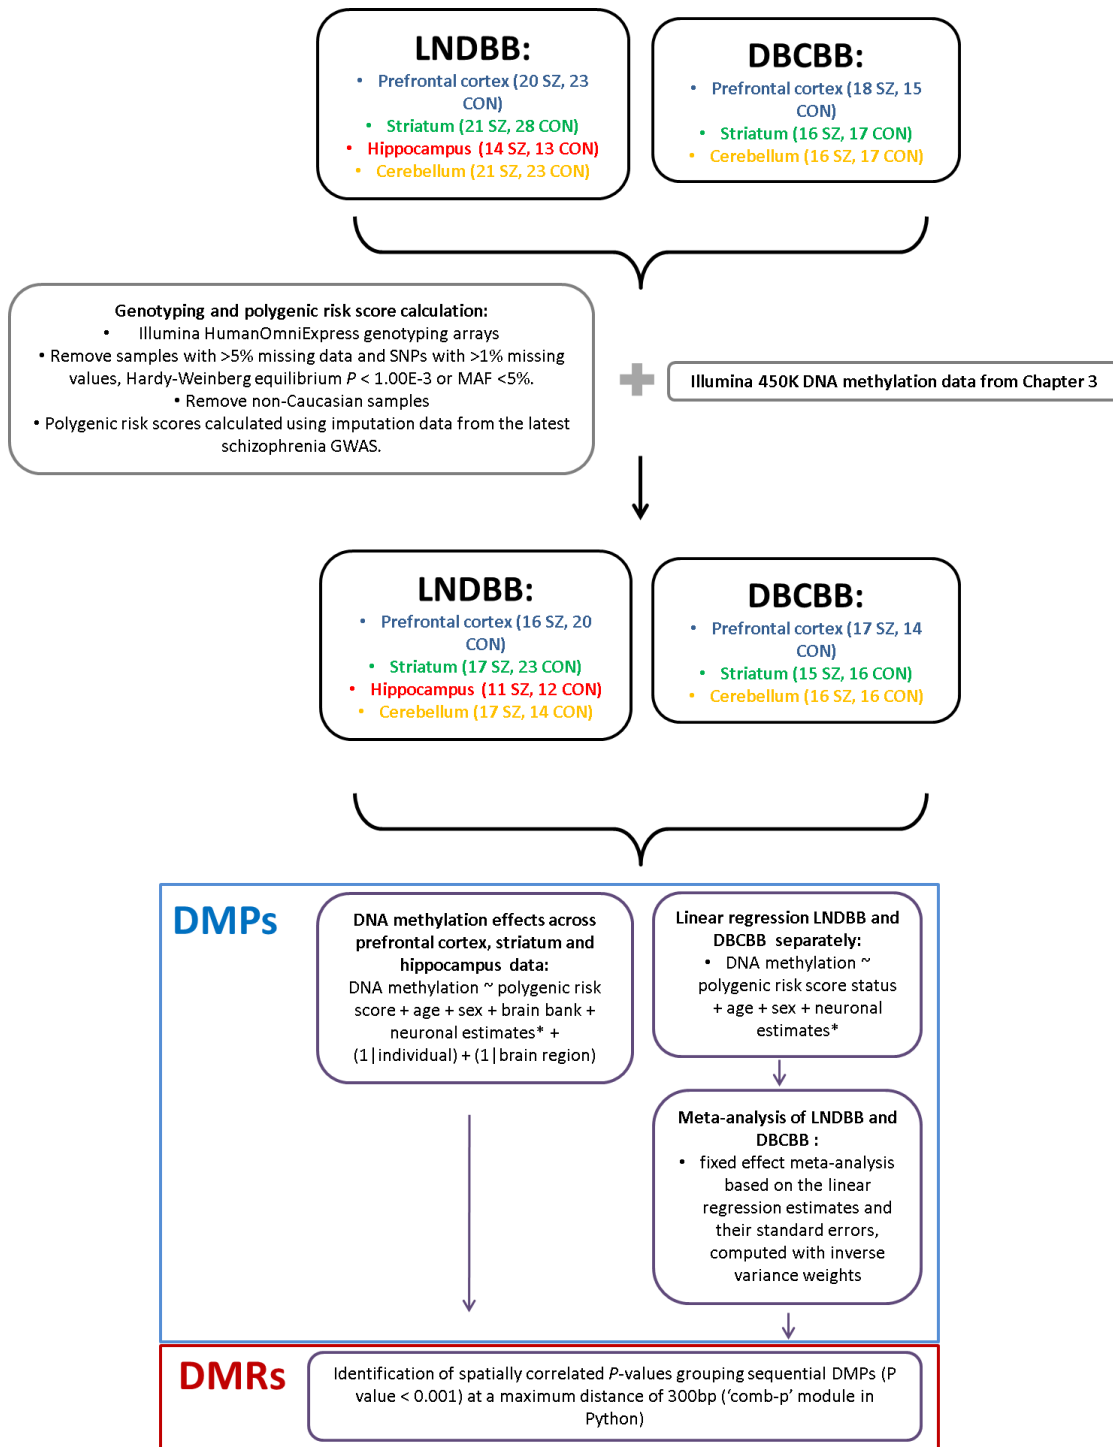 LNDBB:
• Prefrontal cortex (20 SZ, 23
CON)
• Striatum (21 SZ, 28 CON)
• Hippocampus (14 SZ, 13 CON)
• Cerebellum (21 SZ, 23 CON)
DBCBB:
• Prefrontal cortex (18 SZ, 15
CON)
• Striatum (16 SZ, 17 CON)
• Cerebellum (16 SZ, 17 CON)
Genotyping and polygenic risk score calculation:
• Illumina HumanOmniExpress genotyping arrays
• Remove samples with >5% missing data and SNPs with >1% missing
values, Hardy-Weinberg equilibrium P < 1.00E-3 or MAF <5%.
• Remove non-Caucasian samples
• Polygenic risk scores calculated using imputation data from the latest
schizophrenia GWAS.
Illumina 450K DNA methylation data from Chapter 3
LNDBB:
• Prefrontal cortex (16 SZ, 20
CON)
• Striatum (17 SZ, 23 CON)
• Hippocampus (11 SZ, 12 CON)
• Cerebellum (17 SZ, 14 CON)
DBCBB:
• Prefrontal cortex (17 SZ, 14
CON)
• Striatum (15 SZ, 16 CON)
• Cerebellum (16 SZ, 16 CON)
DMPs
DNA methylation effects across
prefrontal cortex, striatum and
hippocampus data:
DNA methylation ~ polygenic risk
score + age + sex + brain bank +
neuronal estimates* +
(1|individual) + (1|brain region)
Linear regression LNDBB and
DBCBB separately:
• DNA methylation ~
polygenic risk score status
+ age + sex + neuronal
estimates*
Meta-analysis of LNDBB and
DBCBB :
• fixed effect meta-analysis
based on the linear
regression estimates and
their standard errors,
computed with inverse
variance weights
DMRs
Identification of spatially correlated P-values grouping sequential DMPs (P
value < 0.001) at a maximum distance of 300bp (‘comb-p’ module in
Python)